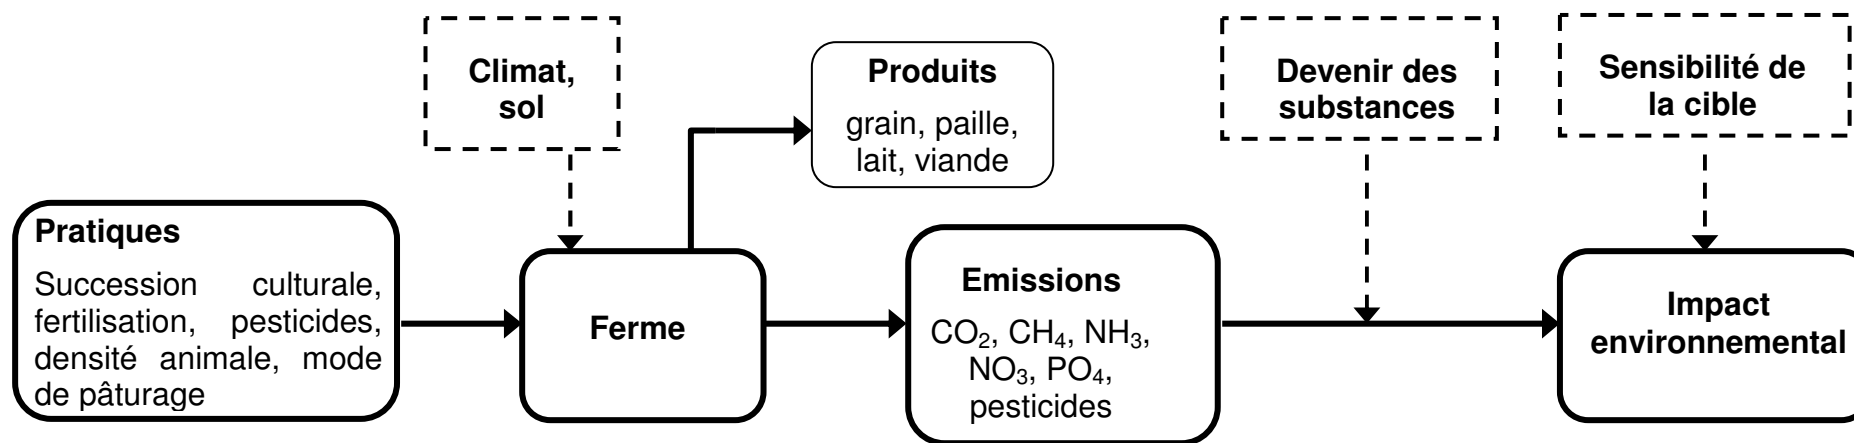 Climat,
sol
Produits
grain, paille,
lait, viande
Devenir des
substances
Sensibilité de
la cible
Pratiques
Succession culturale,
fertilisation, pesticides,
densité animale, mode
de pâturage
Ferme
Emissions
CO₂, CH₄, NH₃,
NO₃, PO₄,
pesticides
Impact
environnemental